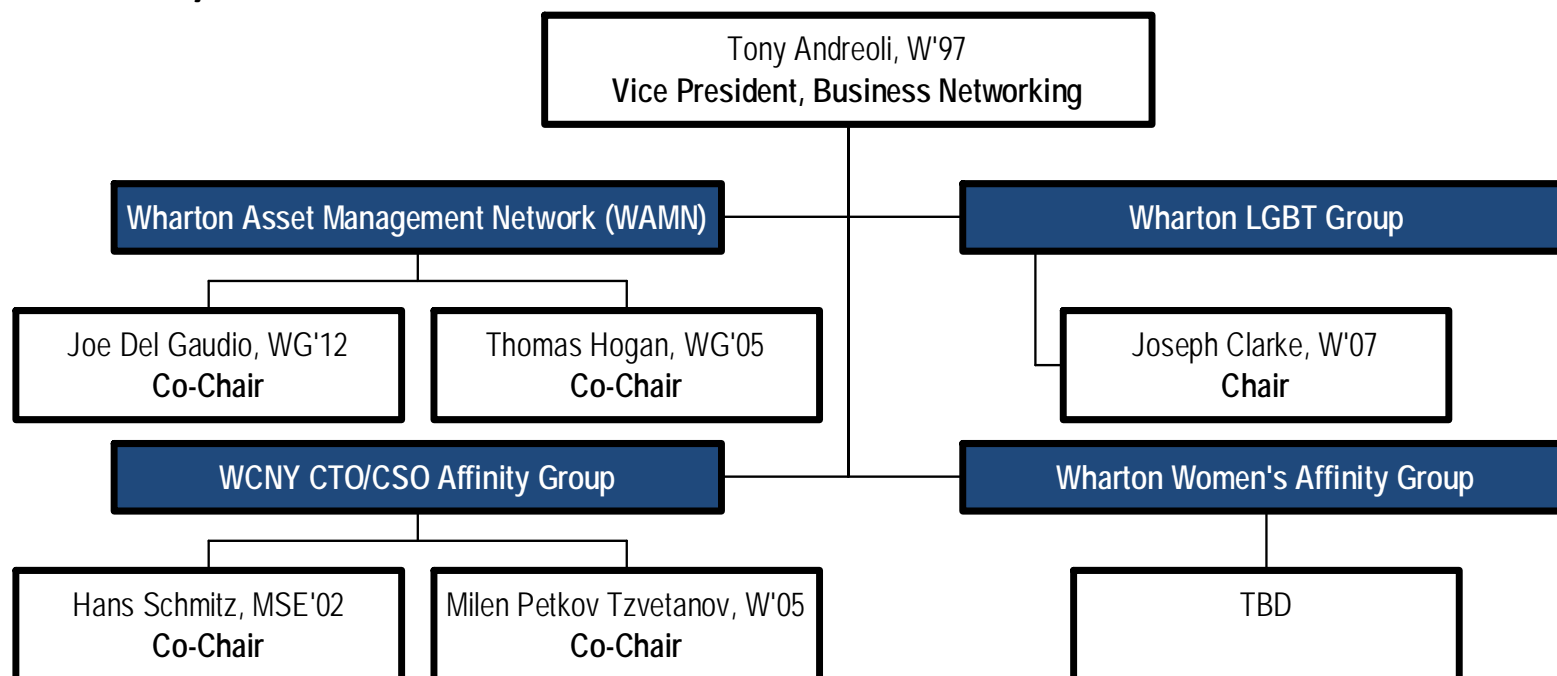 Tony Andreoli, W'97
Vice President, Business Networking
Wharton Asset Management Network (WAMN)
Wharton LGBT Group
Joe Del Gaudio, WG'12
Co-Chair
Thomas Hogan, WG'05
Co-Chair
Joseph Clarke, W'07
Chair
WCNY CTO/CSO Affinity Group
Wharton Women's Affinity Group
Hans Schmitz, MSE'02
Co-Chair
Milen Petkov Tzvetanov, W'05
Co-Chair
TBD